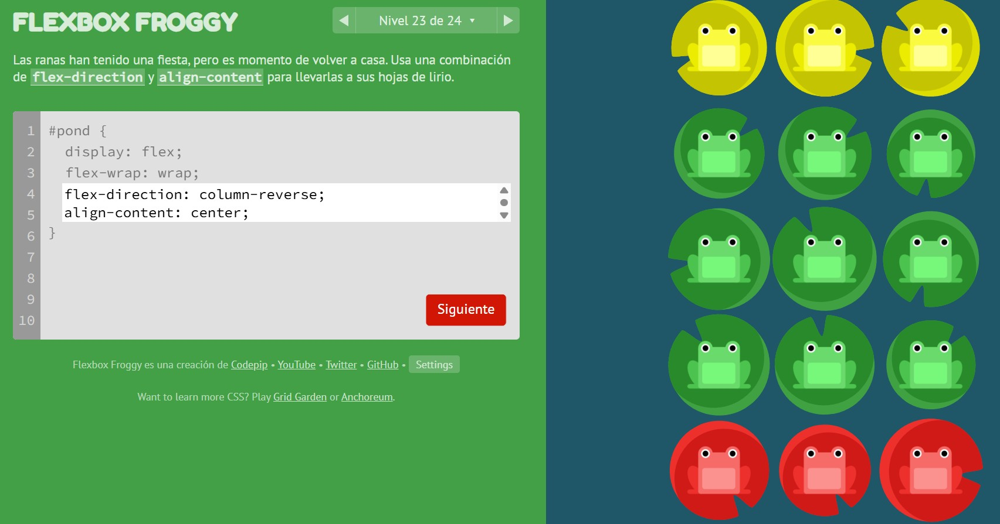 FLEXBOX FROGGY
Nivel 23 de 24
Las ranas han tenido una fiesta, pero es momento de volver a casa. Usa una combinación
de flex-direction y align-content para llevarlas a sus hojas de lirio.
1 #pond {
2 display: flex;
3 flex-wrap: wrap;
4 flex-direction: column-reverse;
5 align-content: center;
6 }
7
8
9
10
Siguiente
Flexbox Froggy es una creación de Codepip • YouTube • Twitter • GitHub • Settings
Want to learn more CSS? Play Grid Garden or Anchoreum.